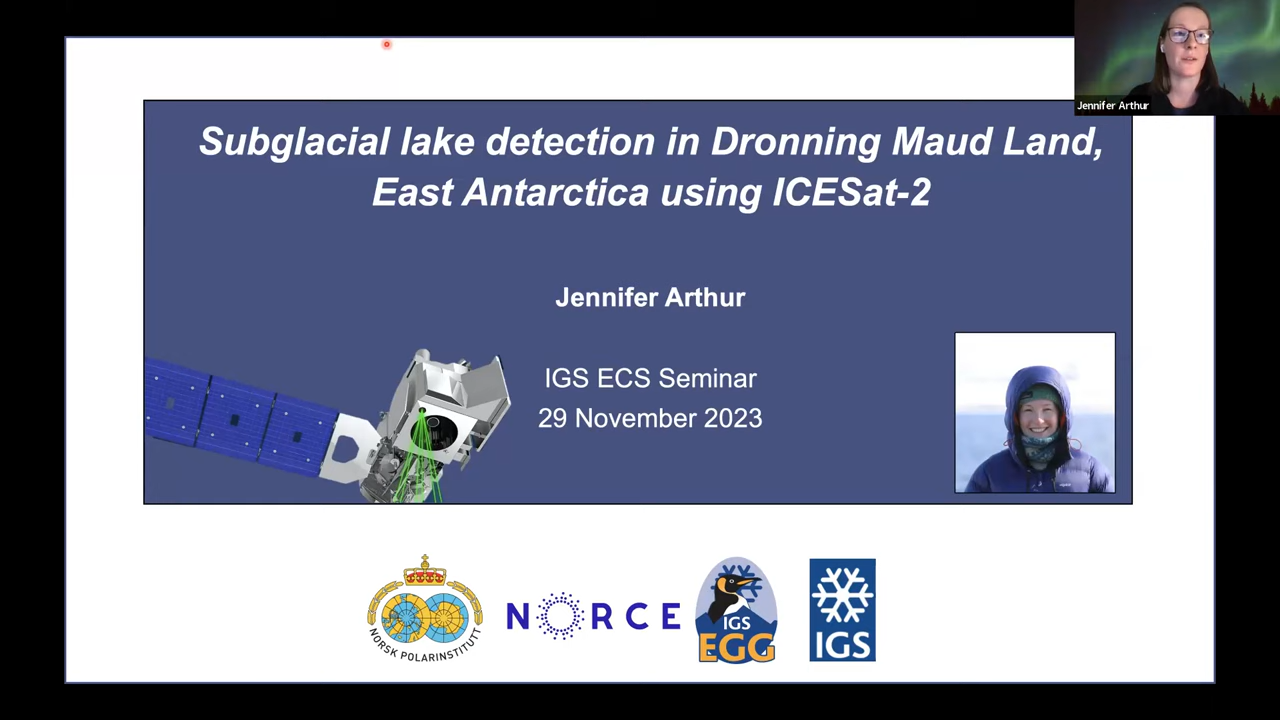 Jennifer Arthur
Subglacial lake detection in Dronning Maud Land,
East Antarctica using ICESat-2
Jennifer Arthur
IGS ECS Seminar
29 November 2023
NORSK POLARINSTITUTT
NORCE
IGS
EGG
IGS